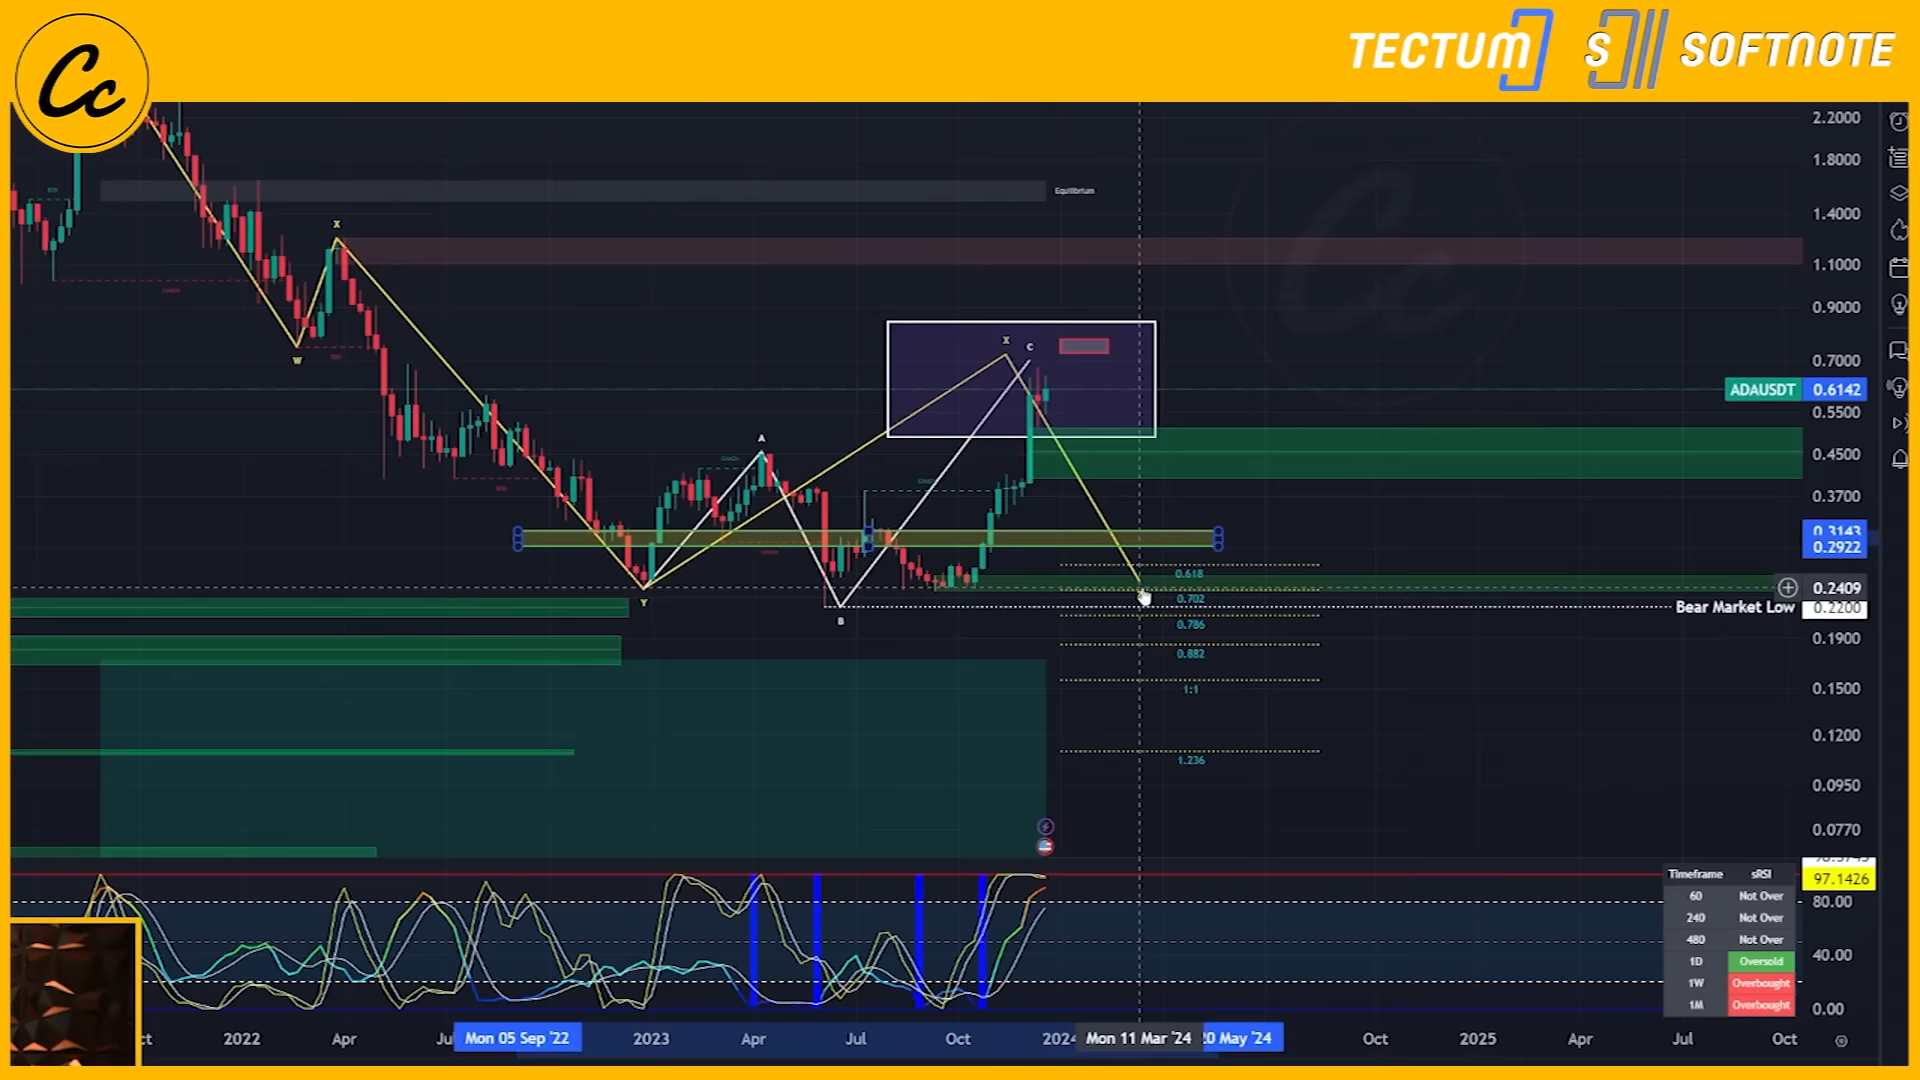 Cc
TECTUM S SOFTNOTE
2.2000
1.8000
Equilibrium
X
1.4000
1.1000
0.9000
X
C
W
0.7000
ADAUSDT 0.6142
0.5500
A
0.4500
0.3700
0.3143
0.2922
0.618
0.2409
0.702
Y
Bear Market Low 0.2200
B
0.786
0.1900
0.882
1:1
0.1500
0.1200
1.236
0.0950
0.0770
Timeframe sRSI
97.1426
60 Not Over
80.00
240 Not Over
480 Not Over
40.00
1D Oversold
1W Overbought
1M Overbought
0.00
2022 Apr Mon 05 Sep '22 2023 Apr Jul Oct 2024 Mon 11 Mar '24 20 May '24 Oct 2025 Apr Jul Oct